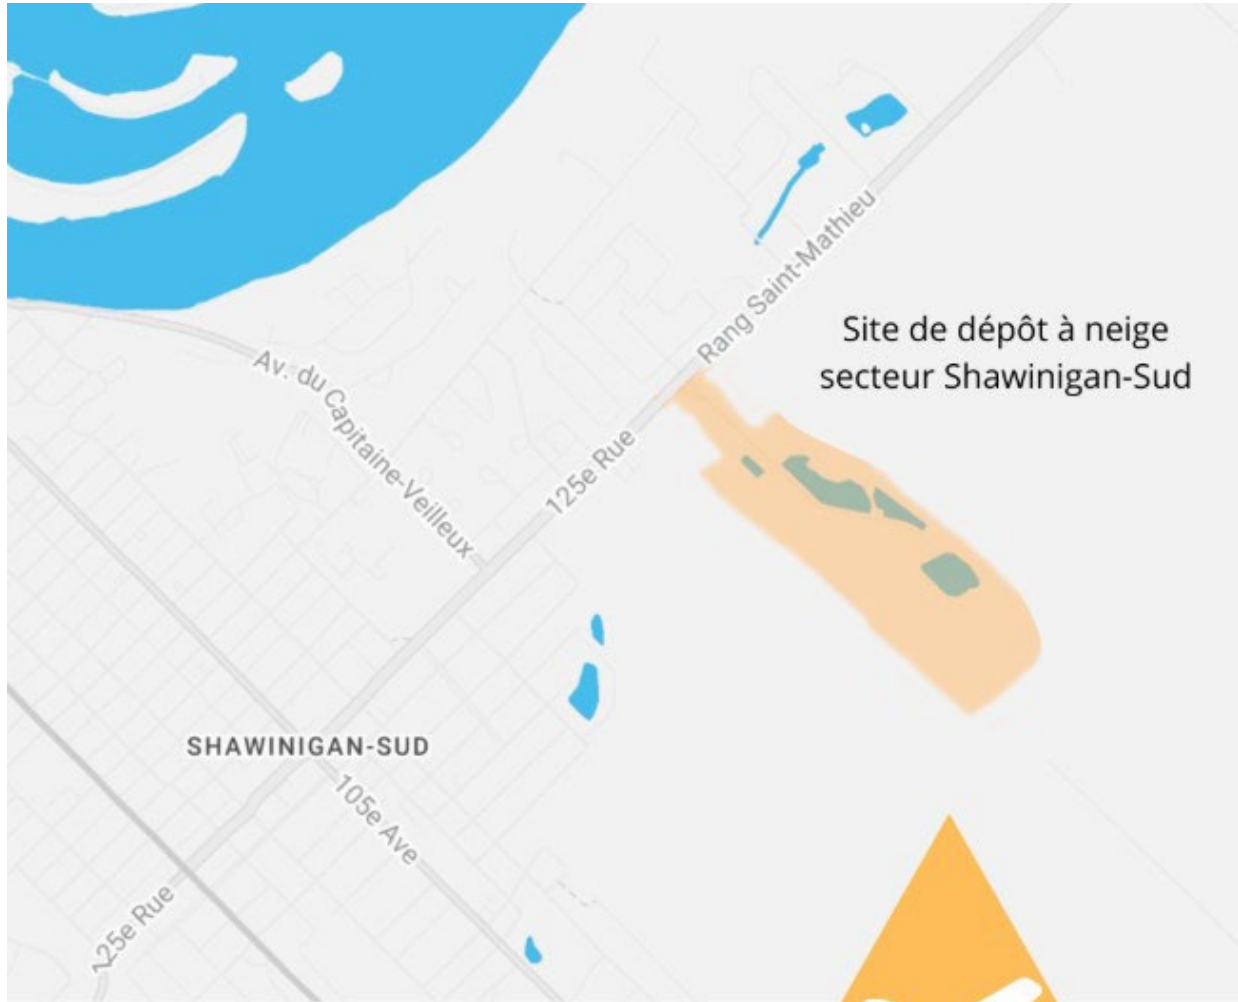 Rang Saint-Mathieu
Site de dépôt à neige
secteur Shawinigan-Sud
Av. du Capitaine-Veilleux
125e Rue
SHAWINIGAN-SUD
105e Ave
125e Rue